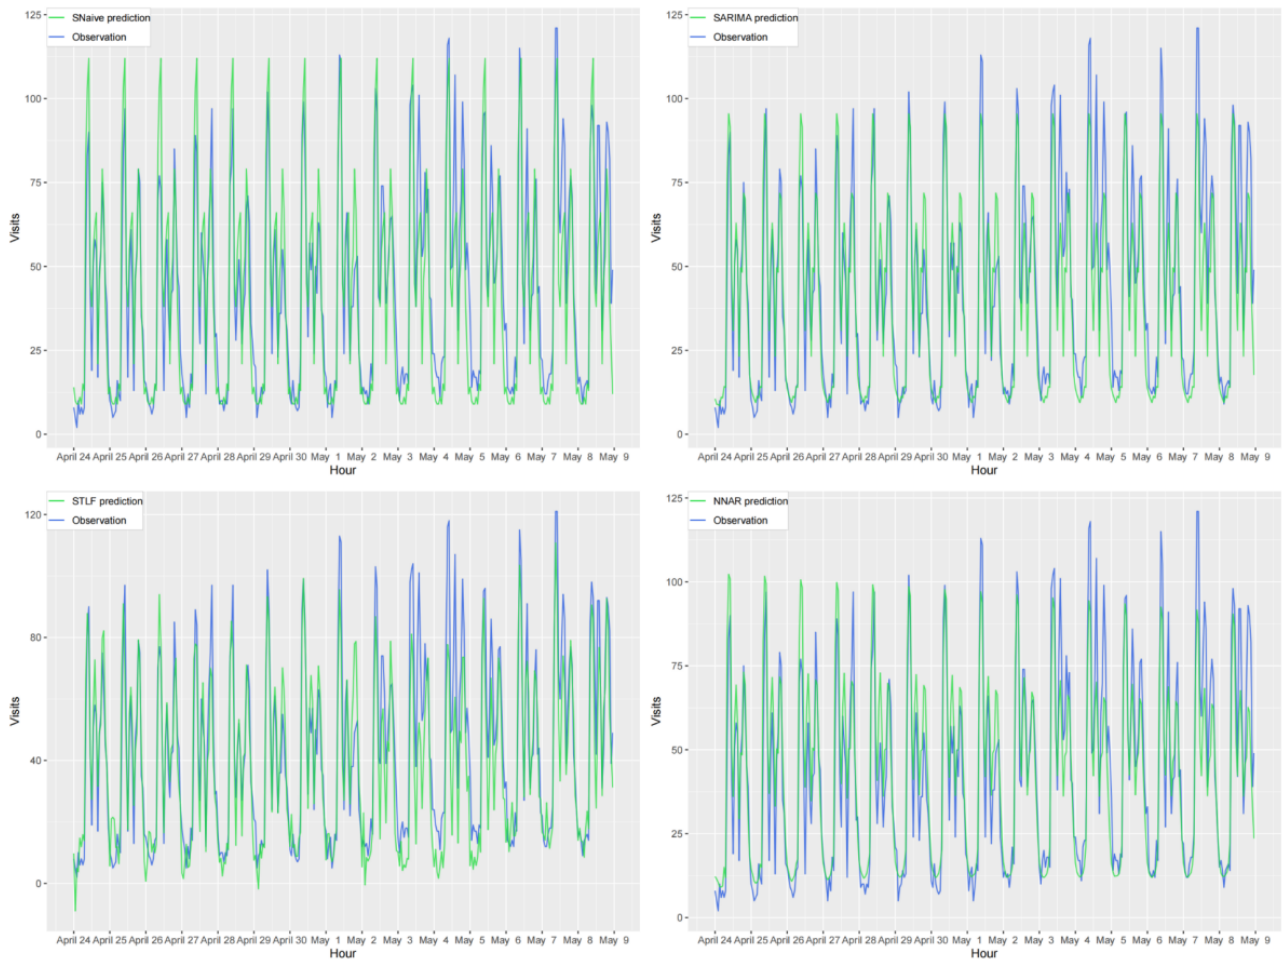 SNaive prediction
Observation
125
100
75
50
25
0
Visits
April 24 April 25 April 26 April 27 April 28 April 29 April 30 May 1 May 2 May 3 May 4 May 5 May 6 May 7 May 8 May 9
Hour
SARIMA prediction
Observation
125
100
75
50
25
0
Visits
April 24 April 25 April 26 April 27 April 28 April 29 April 30 May 1 May 2 May 3 May 4 May 5 May 6 May 7 May 8 May 9
Hour
STLF prediction
Observation
120
80
40
0
Visits
April 24 April 25 April 26 April 27 April 28 April 29 April 30 May 1 May 2 May 3 May 4 May 5 May 6 May 7 May 8 May 9
Hour
NNAR prediction
Observation
125
100
75
50
25
0
Visits
April 24 April 25 April 26 April 27 April 28 April 29 April 30 May 1 May 2 May 3 May 4 May 5 May 6 May 7 May 8 May 9
Hour